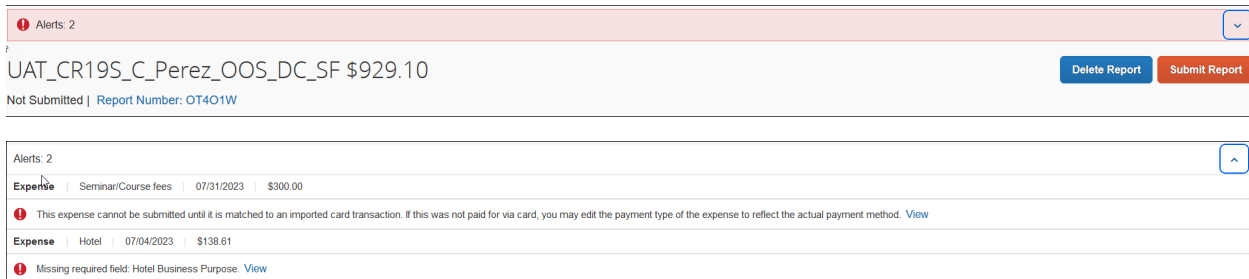 Alerts: 2
UAT_CR19S_C_Perez_OOS_DC_SF $929.10
Delete Report
Submit Report
Not Submitted | Report Number: OT4O1W
Alerts: 2
Expense | Seminar/Course fees | 07/31/2023 | $300.00
This expense cannot be submitted until it is matched to an imported card transaction. If this was not paid for via card, you may edit the payment type of the expense to reflect the actual payment method. View
Expense | Hotel | 07/04/2023 | $138.61
Missing required field: Hotel Business Purpose. View